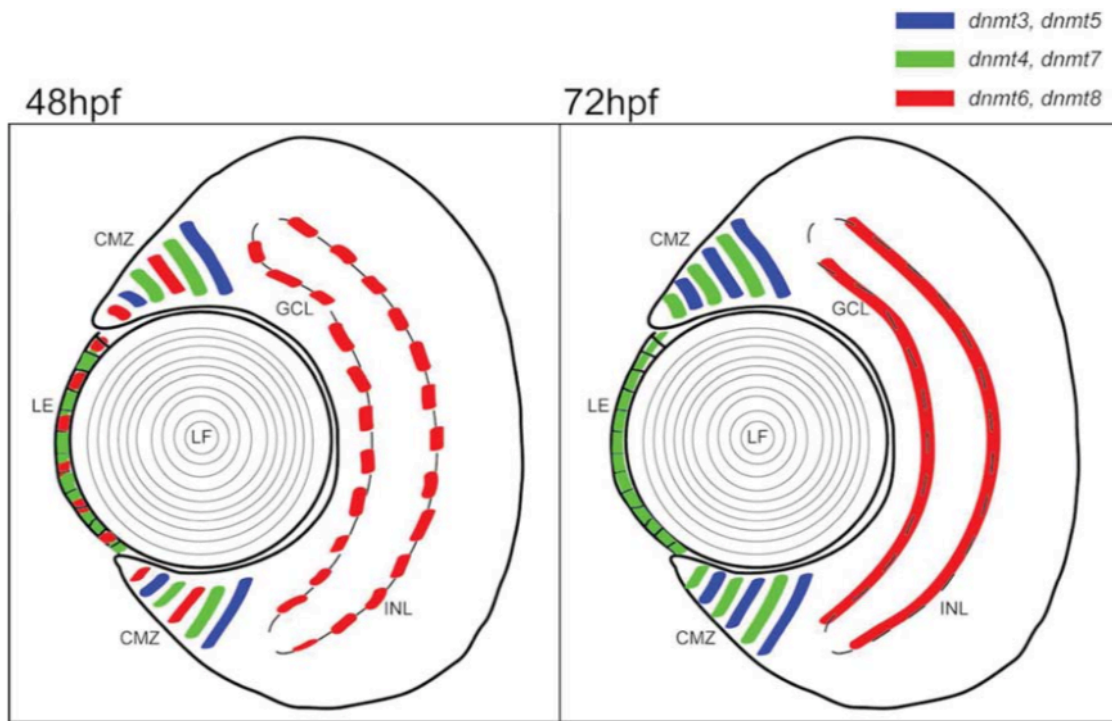 dnmt3, dnmt5
dnmt4, dnmt7
dnmt6, dnmt8
48hpf
CMZ
GCL
LE
LF
INL
CMZ
72hpf
CMZ
GCL
LE
LF
INL
CMZ